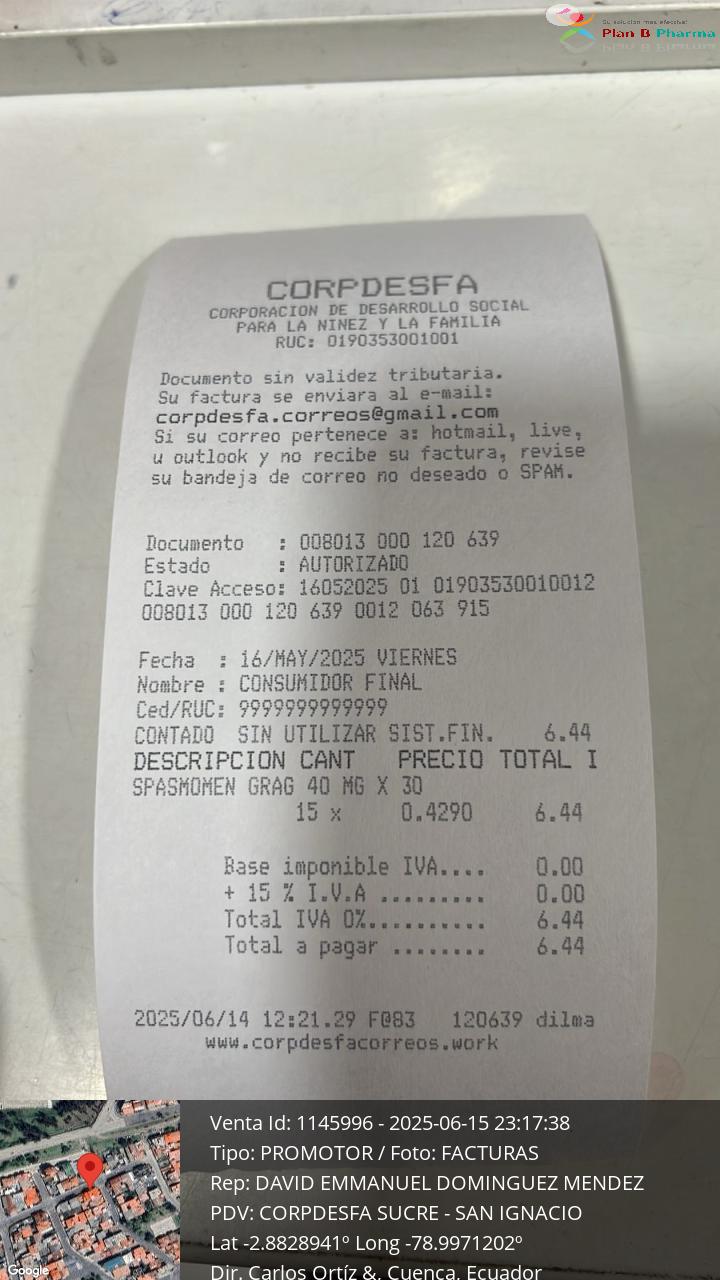 Su solución más efectiva!
Plan B Pharma
CORPDESFA
CORPORACION DE DESARROLLO SOCIAL
PARA LA NINEZ Y LA FAMILIA
RUC: 0190353001001
Documento sin validez tributaria.
Su factura se enviara al e-mail:
corpdesfa.correos@gmail.com
Si su correo pertenece a: hotmail, live,
u outlook y no recibe su factura, revise
su bandeja de correo no deseado o SPAM.
Documento : 008013 000 120 639
Estado : AUTORIZADO
Clave Acceso: 16052025 01 01903530010012
008013 000 120 639 0012 063 915
Fecha : 16/MAY/2025 VIERNES
Nombre : CONSUMIDOR FINAL
Ced/RUC: 9999999999999
CONTADO SIN UTILIZAR SIST.FIN. 6.44
DESCRIPCION CANT PRECIO TOTAL I
SPASMOMEN GRAG 40 MG X 30
15 x 0.4290 6.44
Base imponible IVA.... 0.00
+ 15 % I.V.A ......... 0.00
Total IVA 0%.......... 6.44
Total a pagar ........ 6.44
2025/06/14 12:21.29 F@83 120639 dilma
www.corpdesfacorreos.work
Venta Id: 1145996 - 2025-06-15 23:17:38
Tipo: PROMOTOR / Foto: FACTURAS
Rep: DAVID EMMANUEL DOMINGUEZ MENDEZ
PDV: CORPDESFA SUCRE - SAN IGNACIO
Lat -2.8828941º Long -78.9971202º
Dir. Carlos Ortíz &, Cuenca, Ecuador
Google